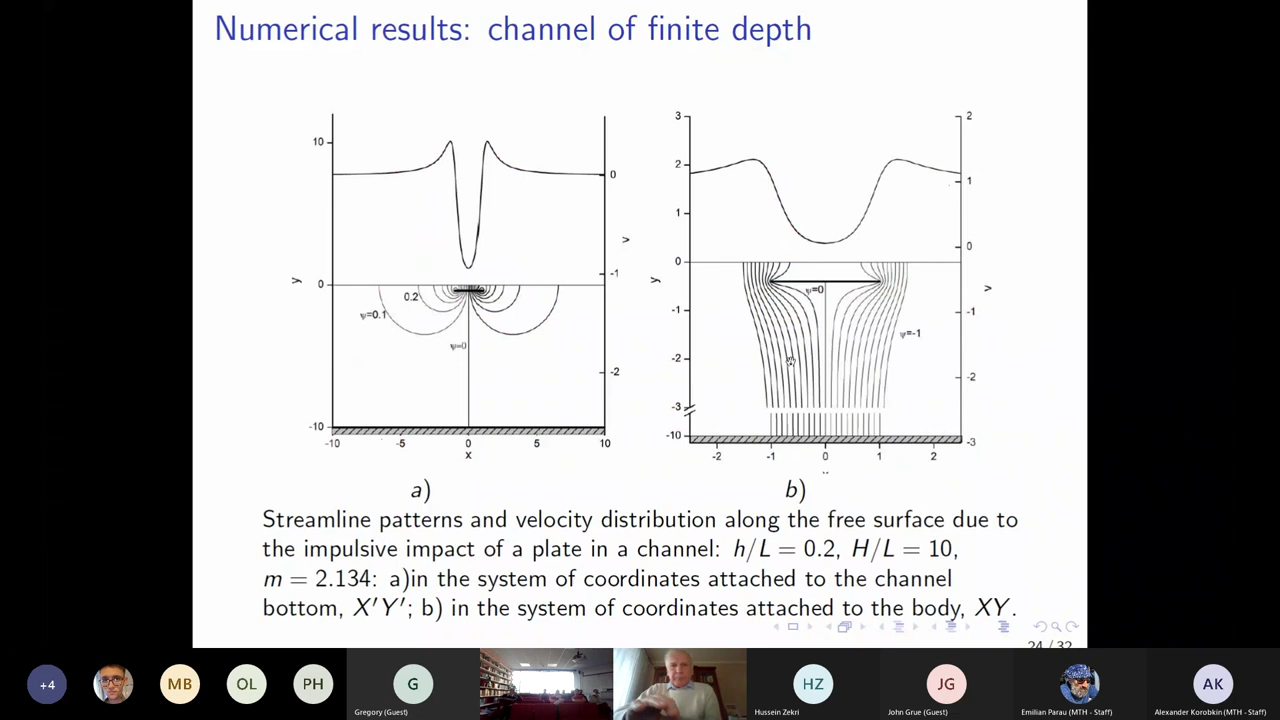 Numerical results: channel of finite depth
10
0
-10
y
0
-1
-2
v
ψ=0.1
0.2
ψ=0
-10
-5
0
5
10
x
3
2
1
0
-1
-2
-3
-10
y
2
1
0
-1
-2
-3
v
ψ=0
ψ=-1
-2
-1
0
1
2
a)
b)
Streamline patterns and velocity distribution along the free surface due to
the impulsive impact of a plate in a channel: h/L = 0.2, H/L = 10,
m = 2.134: a)in the system of coordinates attached to the channel
bottom, X′Y′; b) in the system of coordinates attached to the body, XY.
24 / 32
+4
MB
OL
PH
G
Gregory (Guest)
HZ
Hussein Zekri
JG
John Grue (Guest)
Emilian Parau (MTH - Staff)
AK
Alexander Korobkin (MTH - Staff)